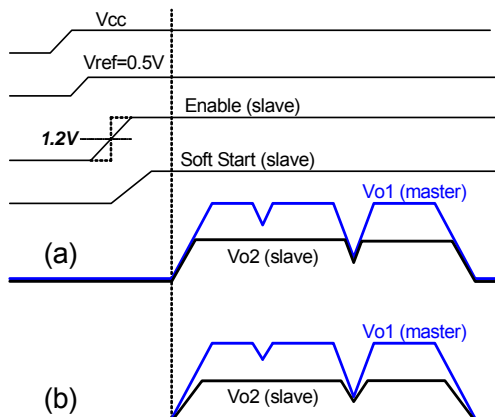 Vcc
Vref=0.5V
Enable (slave)
1.2V
Soft Start (slave)
Vo1 (master)
(a)
Vo2 (slave)
Vo1 (master)
(b)
Vo2 (slave)